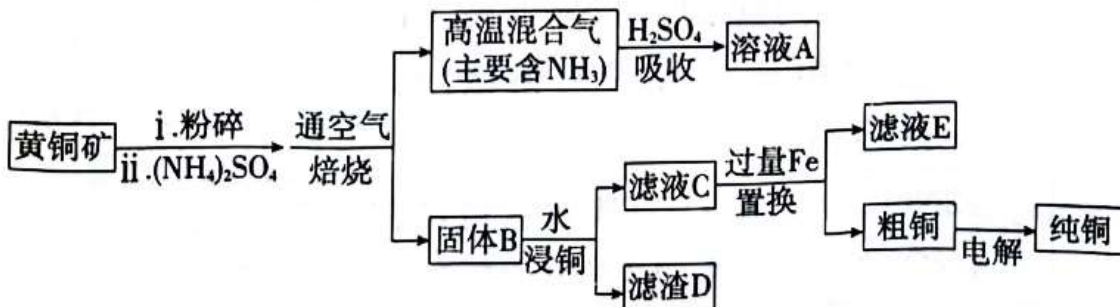 高温混合气
(主要含NH₃)
H₂SO₄
吸收
溶液A
黄铜矿
ⅰ.粉碎
ⅱ.(NH₄)₂SO₄
通空气
焙烧
滤液E
滤液C
过量Fe
置换
固体B
水
浸铜
粗铜
电解
纯铜
滤渣D